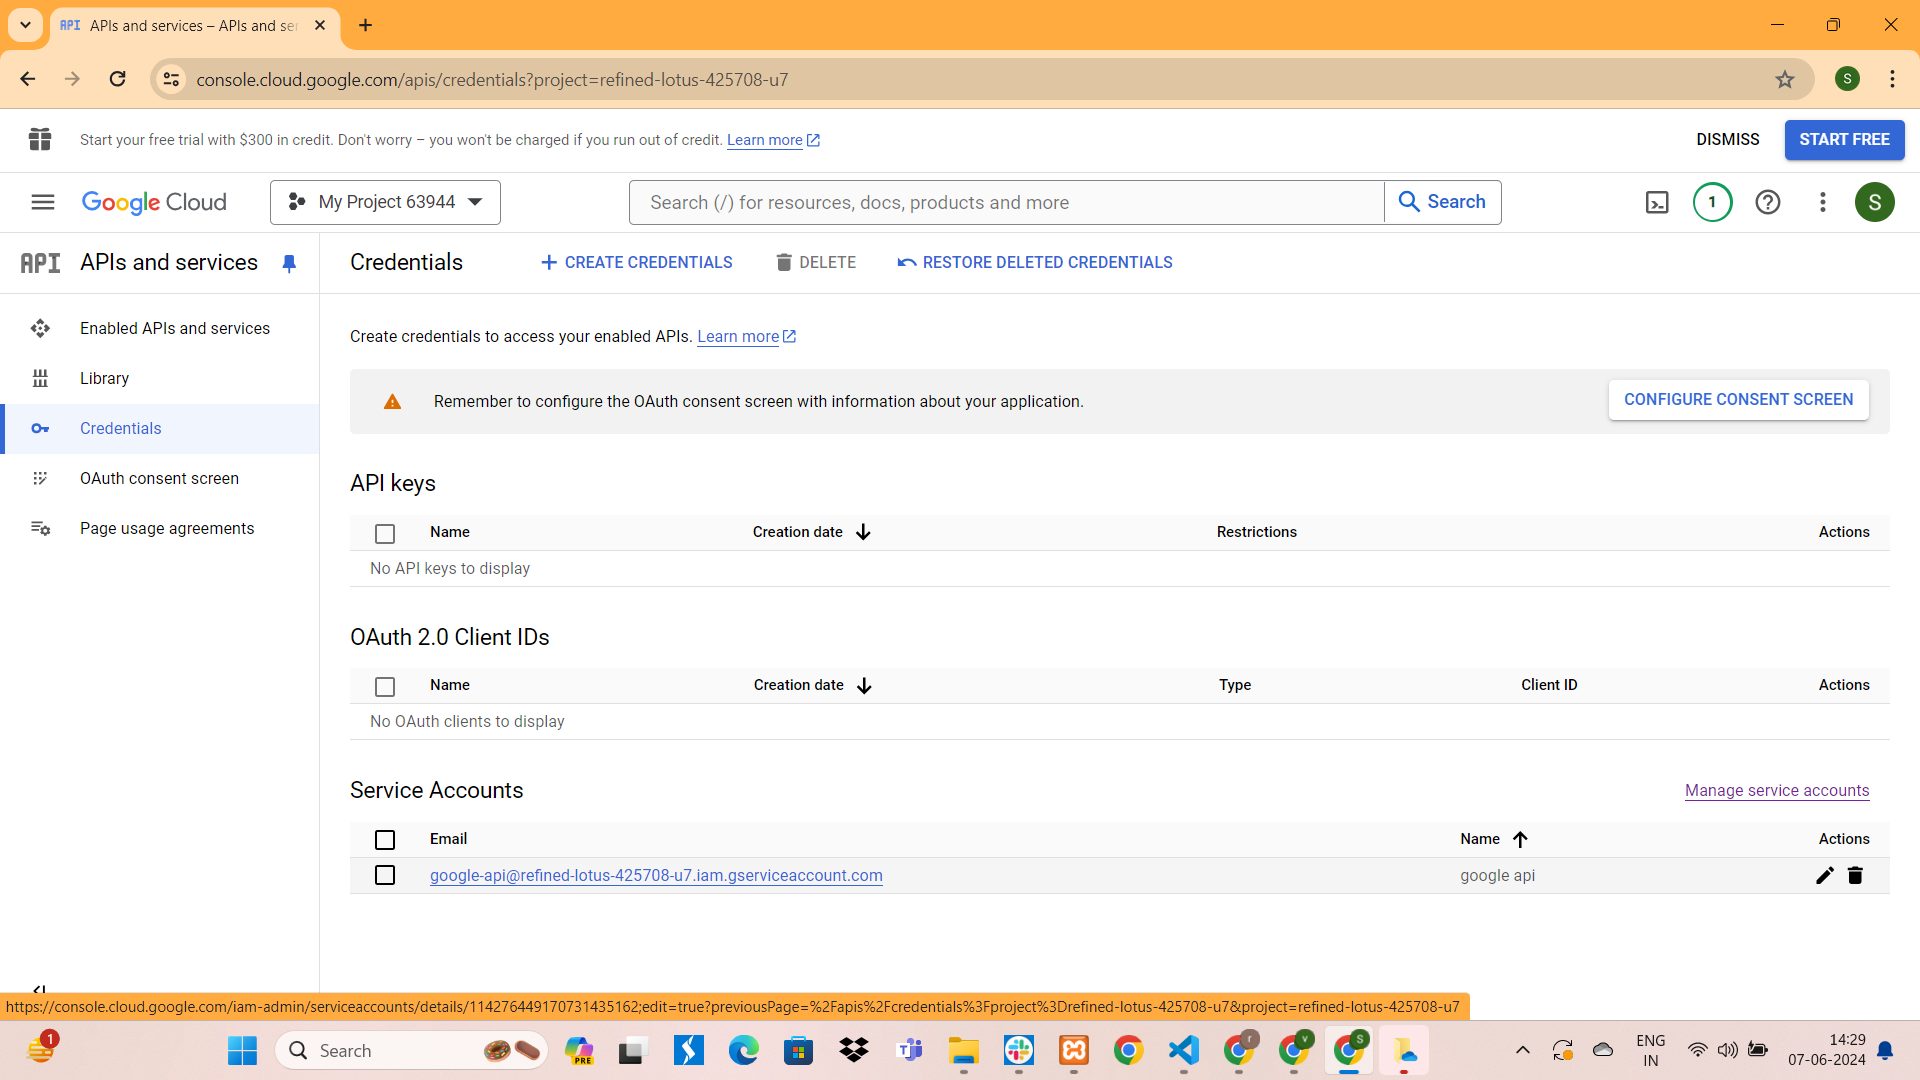 API APIs and services – APIs and ser
console.cloud.google.com/apis/credentials?project=refined-lotus-425708-u7
S
Start your free trial with $300 in credit. Don't worry – you won't be charged if you run out of credit. Learn more
DISMISS
START FREE
Google Cloud
My Project 63944
Search (/) for resources, docs, products and more
Search
1
S
API APIs and services
Credentials
CREATE CREDENTIALS
DELETE
RESTORE DELETED CREDENTIALS
Enabled APIs and services
Library
Credentials
OAuth consent screen
Page usage agreements
Create credentials to access your enabled APIs. Learn more
Remember to configure the OAuth consent screen with information about your application.
CONFIGURE CONSENT SCREEN
API keys
Name Creation date Restrictions Actions
No API keys to display
OAuth 2.0 Client IDs
Name Creation date Type Client ID Actions
No OAuth clients to display
Service Accounts
Manage service accounts
Email Name Actions
google-api@refined-lotus-425708-u7.iam.gserviceaccount.com google api
https://console.cloud.google.com/iam-admin/serviceaccounts/details/114276449170731435162;edit=true?previousPage=%2Fapis%2Fcredentials%3Fproject%3Drefined-lotus-425708-u7&project=refined-lotus-425708-u7
1
Search
PRE
r
v
S
ENG
IN
14:29
07-06-2024